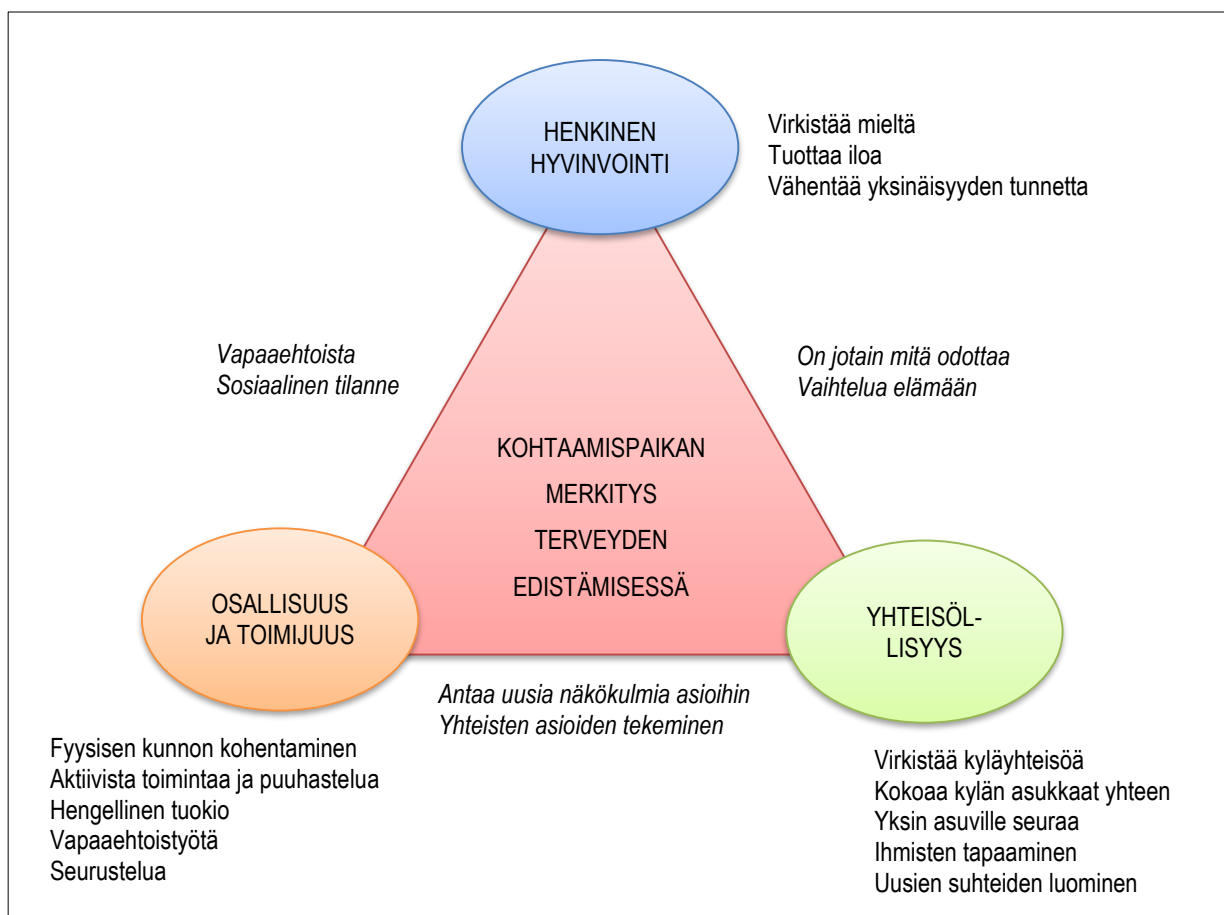 HENKINEN
HYVINVOINTI
Virkistää mieltä
Tuottaa iloa
Vähentää yksinäisyyden tunnetta
Vapaaehtoista
Sosiaalinen tilanne
On jotain mitä odottaa
Vaihtelua elämään
KOHTAAMISPAIKAN
MERKITYS
TERVEYDEN
EDISTÄMISESSÄ
OSALLISUUS
JA TOIMIJUUS
YHTEISÖL-
LISYYS
Antaa uusia näkökulmia asioihin
Yhteisten asioiden tekeminen
Fyysisen kunnon kohentaminen
Aktiivista toimintaa ja puuhastelua
Hengellinen tuokio
Vapaaehtoistyötä
Seurustelua
Virkistää kyläyhteisöä
Kokoaa kylän asukkaat yhteen
Yksin asuville seuraa
Ihmisten tapaaminen
Uusien suhteiden luominen